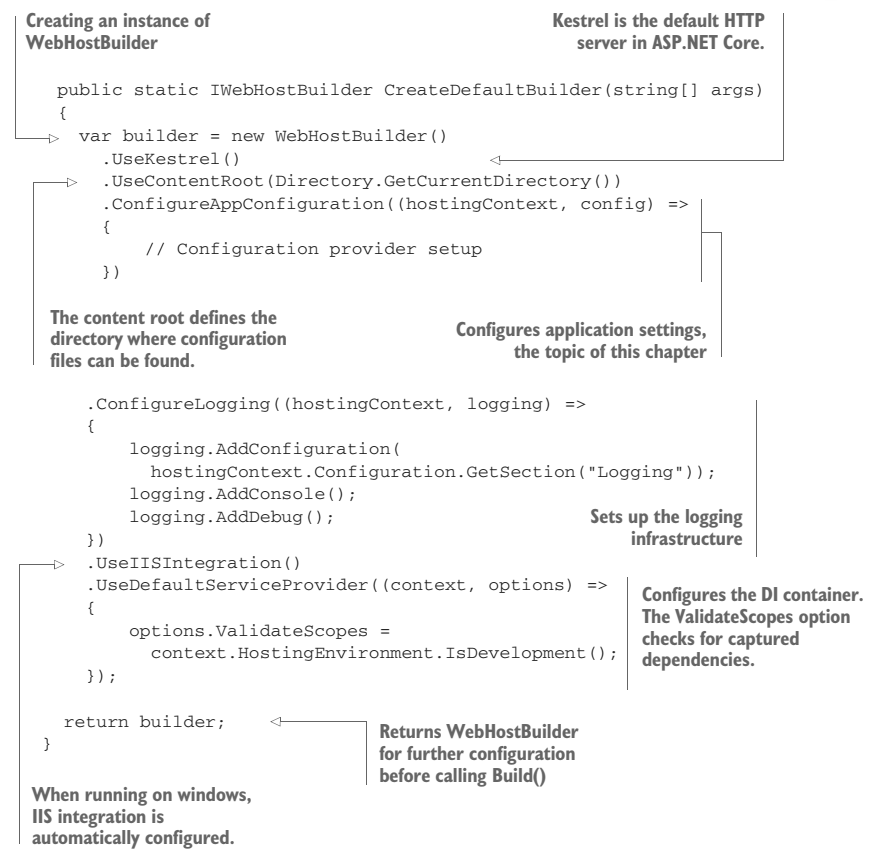 Creating an instance of
WebHostBuilder
Kestrel is the default HTTP
server in ASP.NET Core.
public static IWebHostBuilder CreateDefaultBuilder(string[] args)
{
var builder = new WebHostBuilder()
.UseKestrel()
.UseContentRoot(Directory.GetCurrentDirectory())
.ConfigureAppConfiguration((hostingContext, config) =>
{
// Configuration provider setup
})
The content root defines the
directory where configuration
files can be found.
Configures application settings,
the topic of this chapter
.ConfigureLogging((hostingContext, logging) =>
{
logging.AddConfiguration(
hostingContext.Configuration.GetSection("Logging"));
logging.AddConsole();
logging.AddDebug();
})
Sets up the logging
infrastructure
.UseIISIntegration()
.UseDefaultServiceProvider((context, options) =>
{
options.ValidateScopes =
context.HostingEnvironment.IsDevelopment();
});
Configures the DI container.
The ValidateScopes option
checks for captured
dependencies.
return builder;
}
Returns WebHostBuilder
for further configuration
before calling Build()
When running on windows,
IIS integration is
automatically configured.